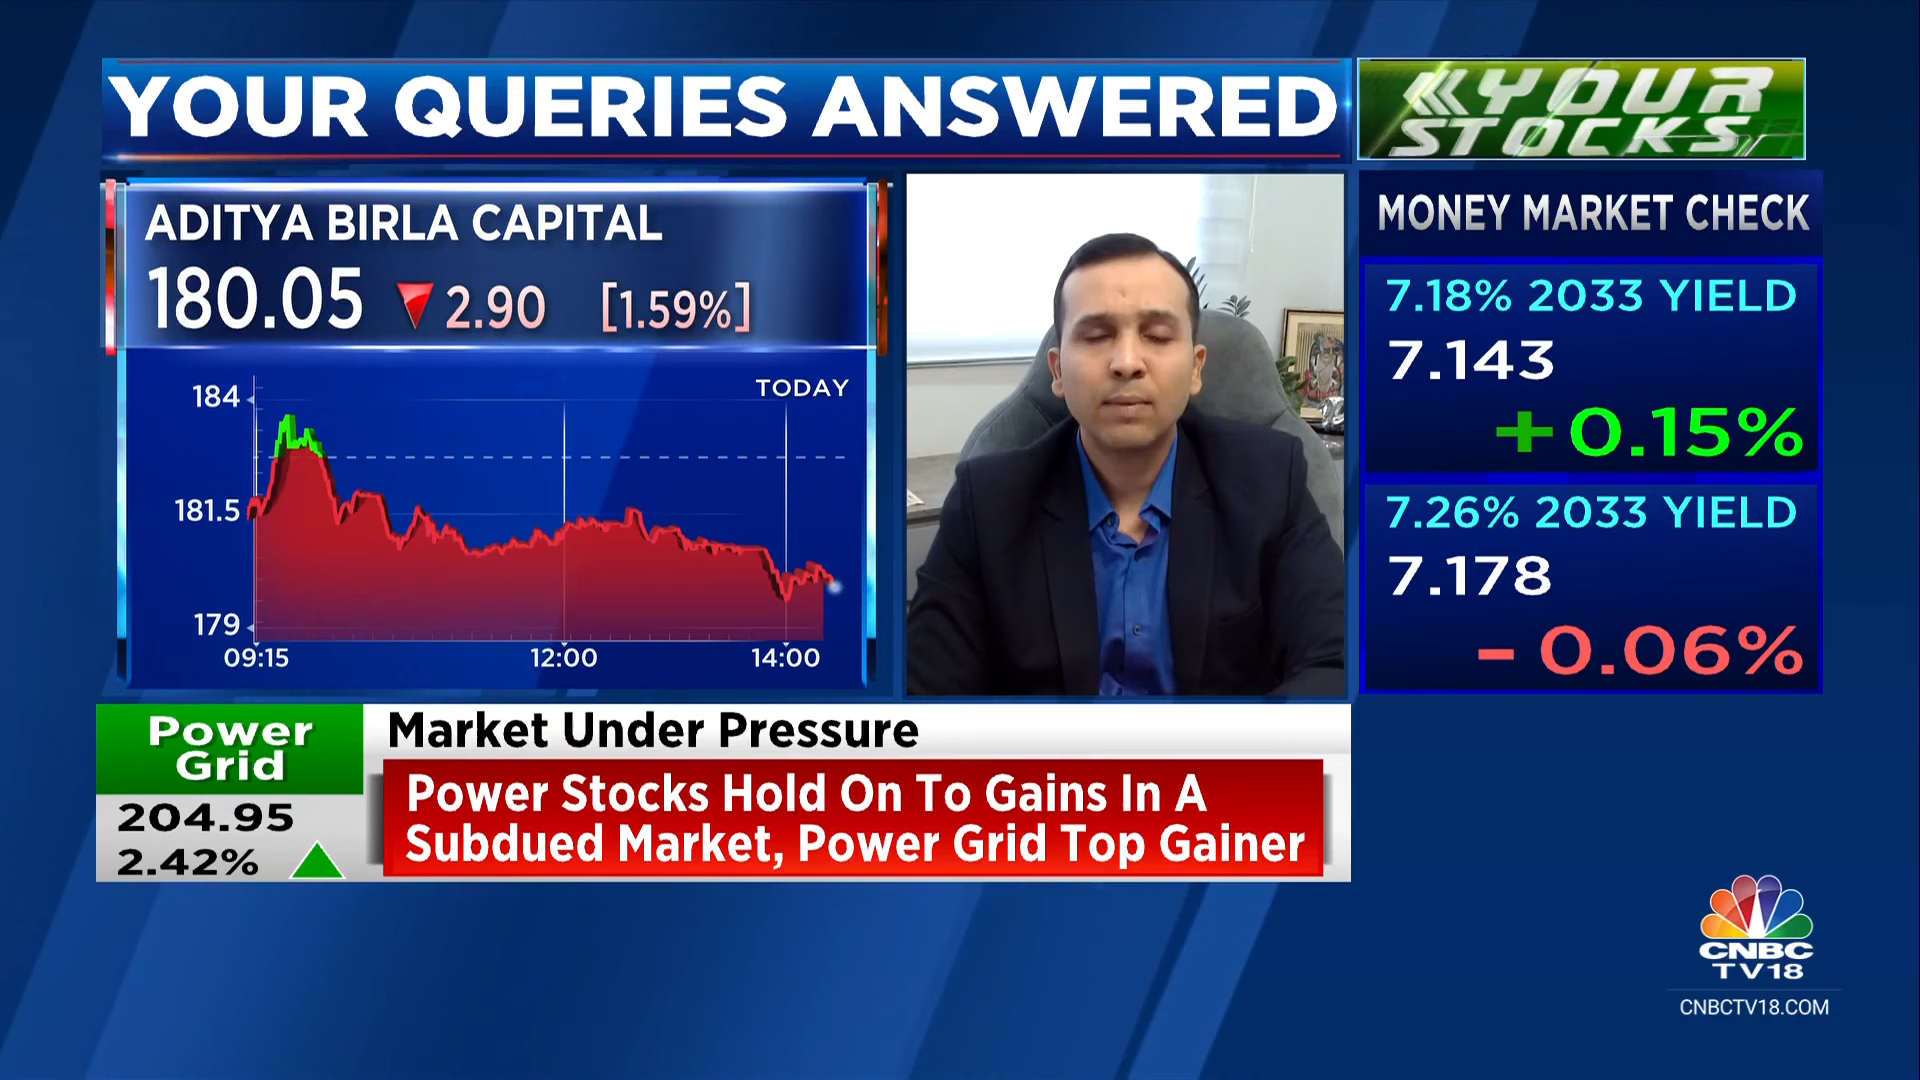 YOUR QUERIES ANSWERED
YOUR
STOCKS
ADITYA BIRLA CAPITAL
180.05 ▼ 2.90 [1.59%]
TODAY
184
181.5
179
09:15 12:00 14:00
MONEY MARKET CHECK
7.18% 2033 YIELD
7.143
+0.15%
7.26% 2033 YIELD
7.178
- 0.06%
Power
Grid
204.95
2.42% ▲
Market Under Pressure
Power Stocks Hold On To Gains In A
Subdued Market, Power Grid Top Gainer
CNBC
TV18
CNBCTV18.COM